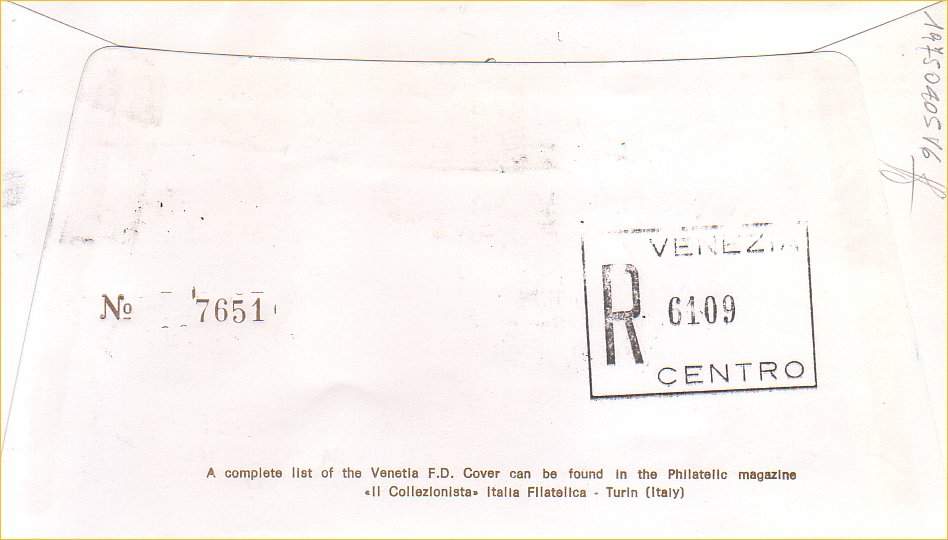 19750705V6
VENEZIA
R 6109
CENTRO
№ 7651
A complete list of the Venetia F.D. Cover can be found in the Philatelic magazine
«Il Collezionista» Italia Filatelica - Turin (Italy)